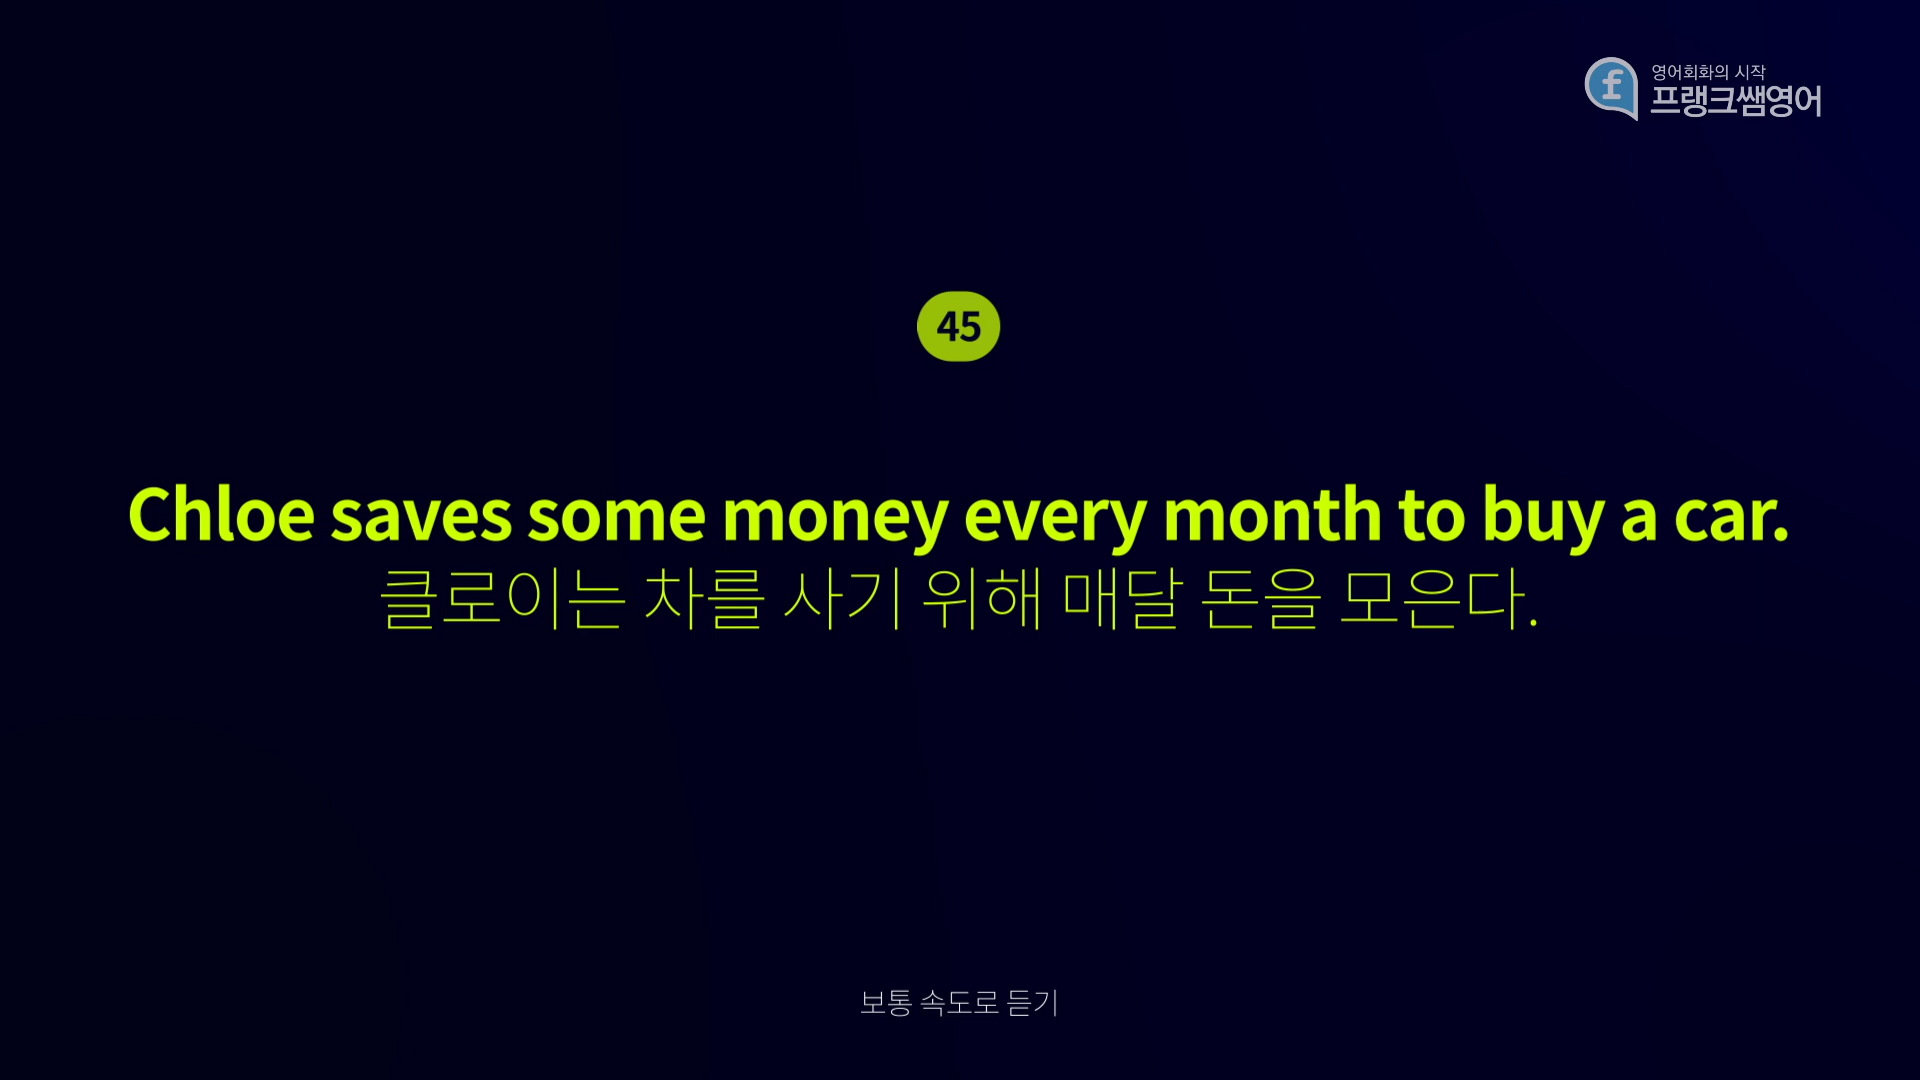 영어회화의 시작
프랭크쌤영어
45
Chloe saves some money every month to buy a car.
클로이는 차를 사기 위해 매달 돈을 모은다.
보통 속도로 듣기